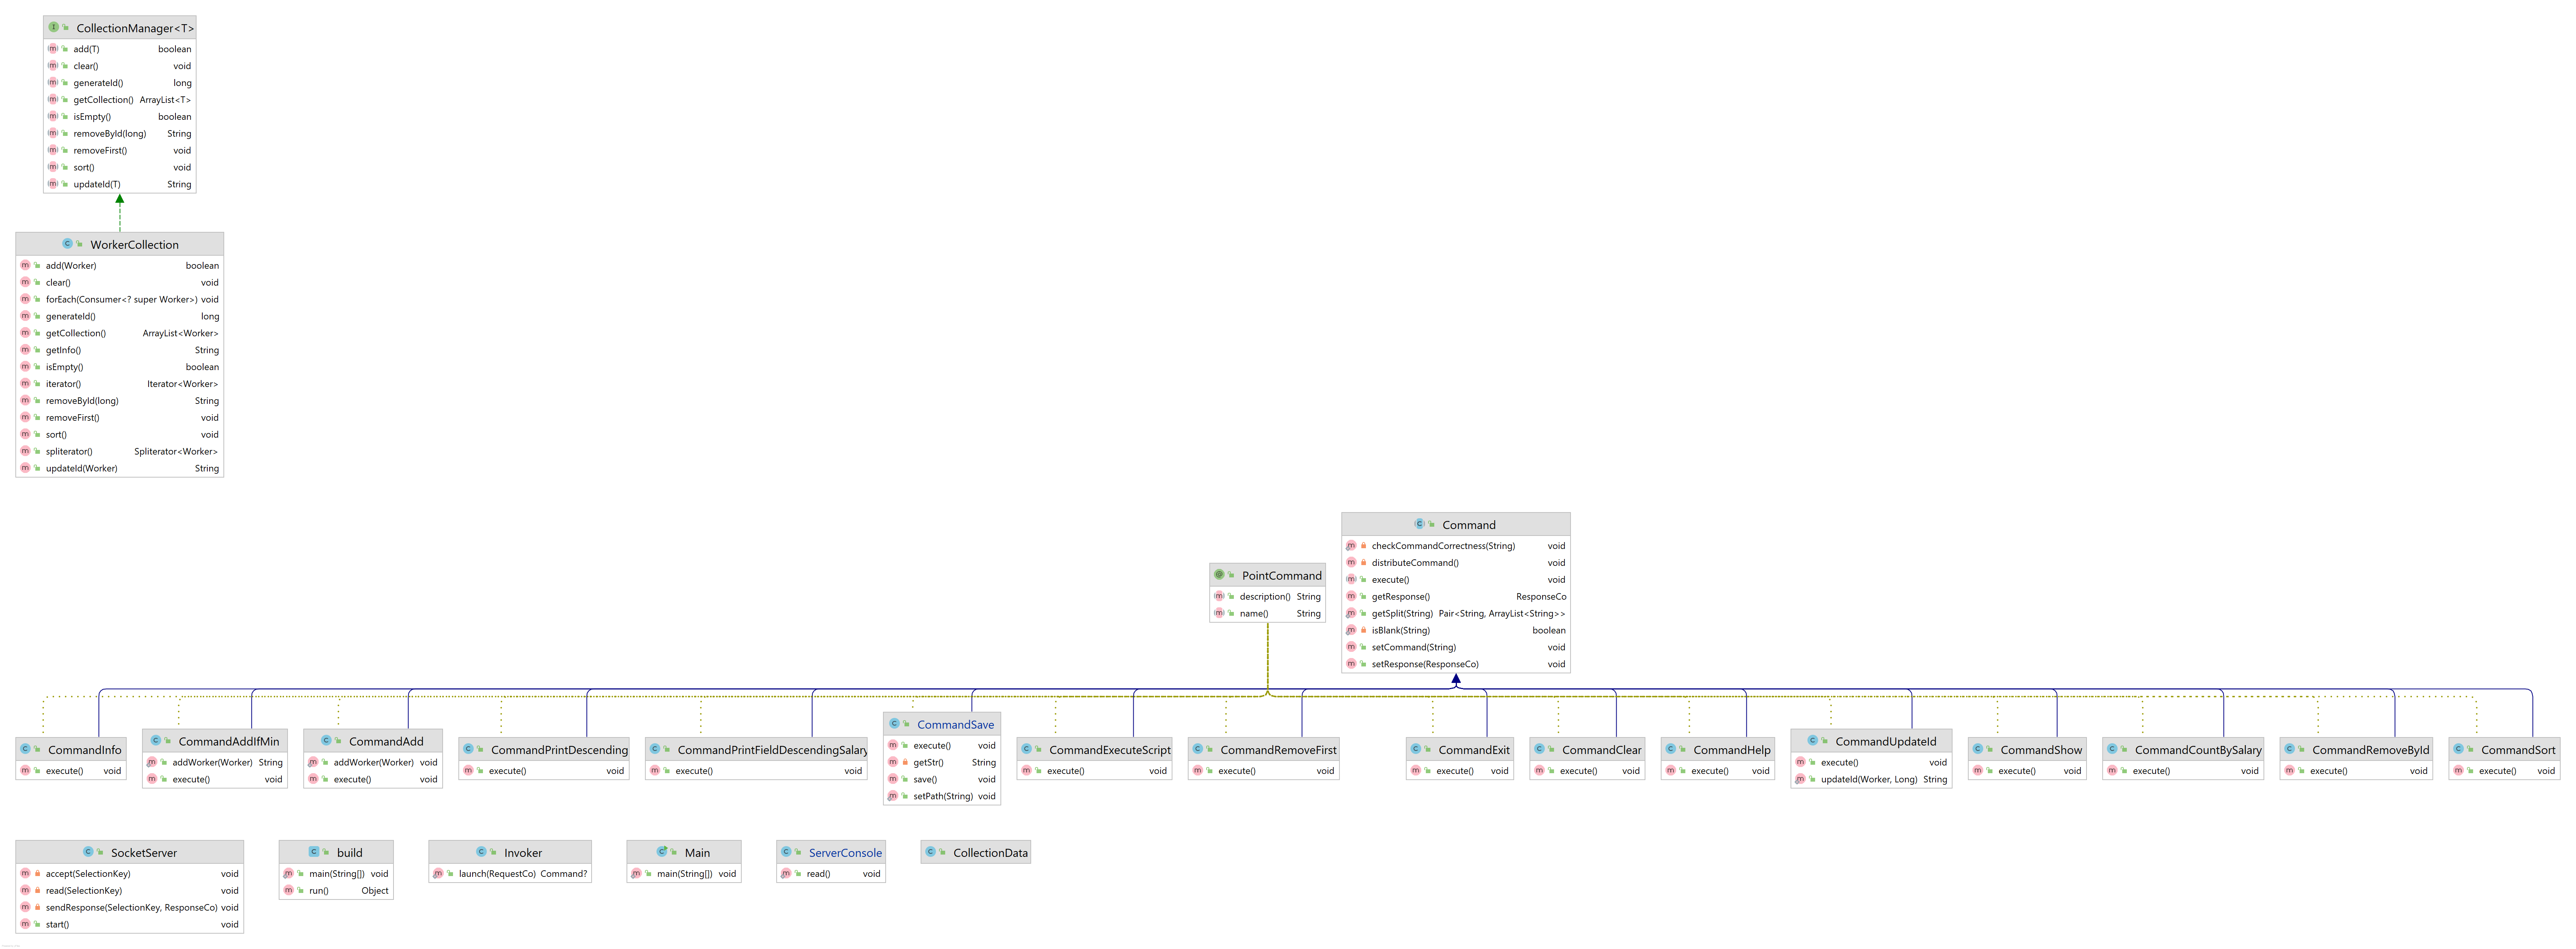 CollectionManager<T>
add(T) boolean
clear() void
generateId() long
getCollection() ArrayList<T>
isEmpty() boolean
removeById(long) String
removeFirst() void
sort() void
updateId(T) String
WorkerCollection
add(Worker) boolean
clear() void
forEach(Consumer<? super Worker>) void
generateId() long
getCollection() ArrayList<Worker>
getInfo() String
isEmpty() boolean
iterator() Iterator<Worker>
removeById(long) String
removeFirst() void
sort() void
spliterator() Spliterator<Worker>
updateId(Worker) String
Command
checkCommandCorrectness(String) void
distributeCommand() void
execute() void
getResponse() ResponseCo
getSplit(String) Pair<String, ArrayList<String>>
isBlank(String) boolean
setCommand(String) void
setResponse(ResponseCo) void
PointCommand
description() String
name() String
CommandInfo
execute() void
CommandAddIfMin
addWorker(Worker) String
execute() void
CommandAdd
addWorker(Worker) void
execute() void
CommandPrintDescending
execute() void
CommandPrintFieldDescendingSalary
execute() void
CommandSave
execute() void
getStr() String
save() void
setPath(String) void
CommandExecuteScript
execute() void
CommandRemoveFirst
execute() void
CommandExit
execute() void
CommandClear
execute() void
CommandHelp
execute() void
CommandUpdateId
execute() void
updateId(Worker, Long) String
CommandShow
execute() void
CommandCountBySalary
execute() void
CommandRemoveById
execute() void
CommandSort
execute() void
SocketServer
accept(SelectionKey) void
read(SelectionKey) void
sendResponse(SelectionKey, ResponseCo) void
start() void
build
main(String[]) void
run() Object
Invoker
launch(RequestCo) Command?
Main
main(String[]) void
ServerConsole
read() void
CollectionData